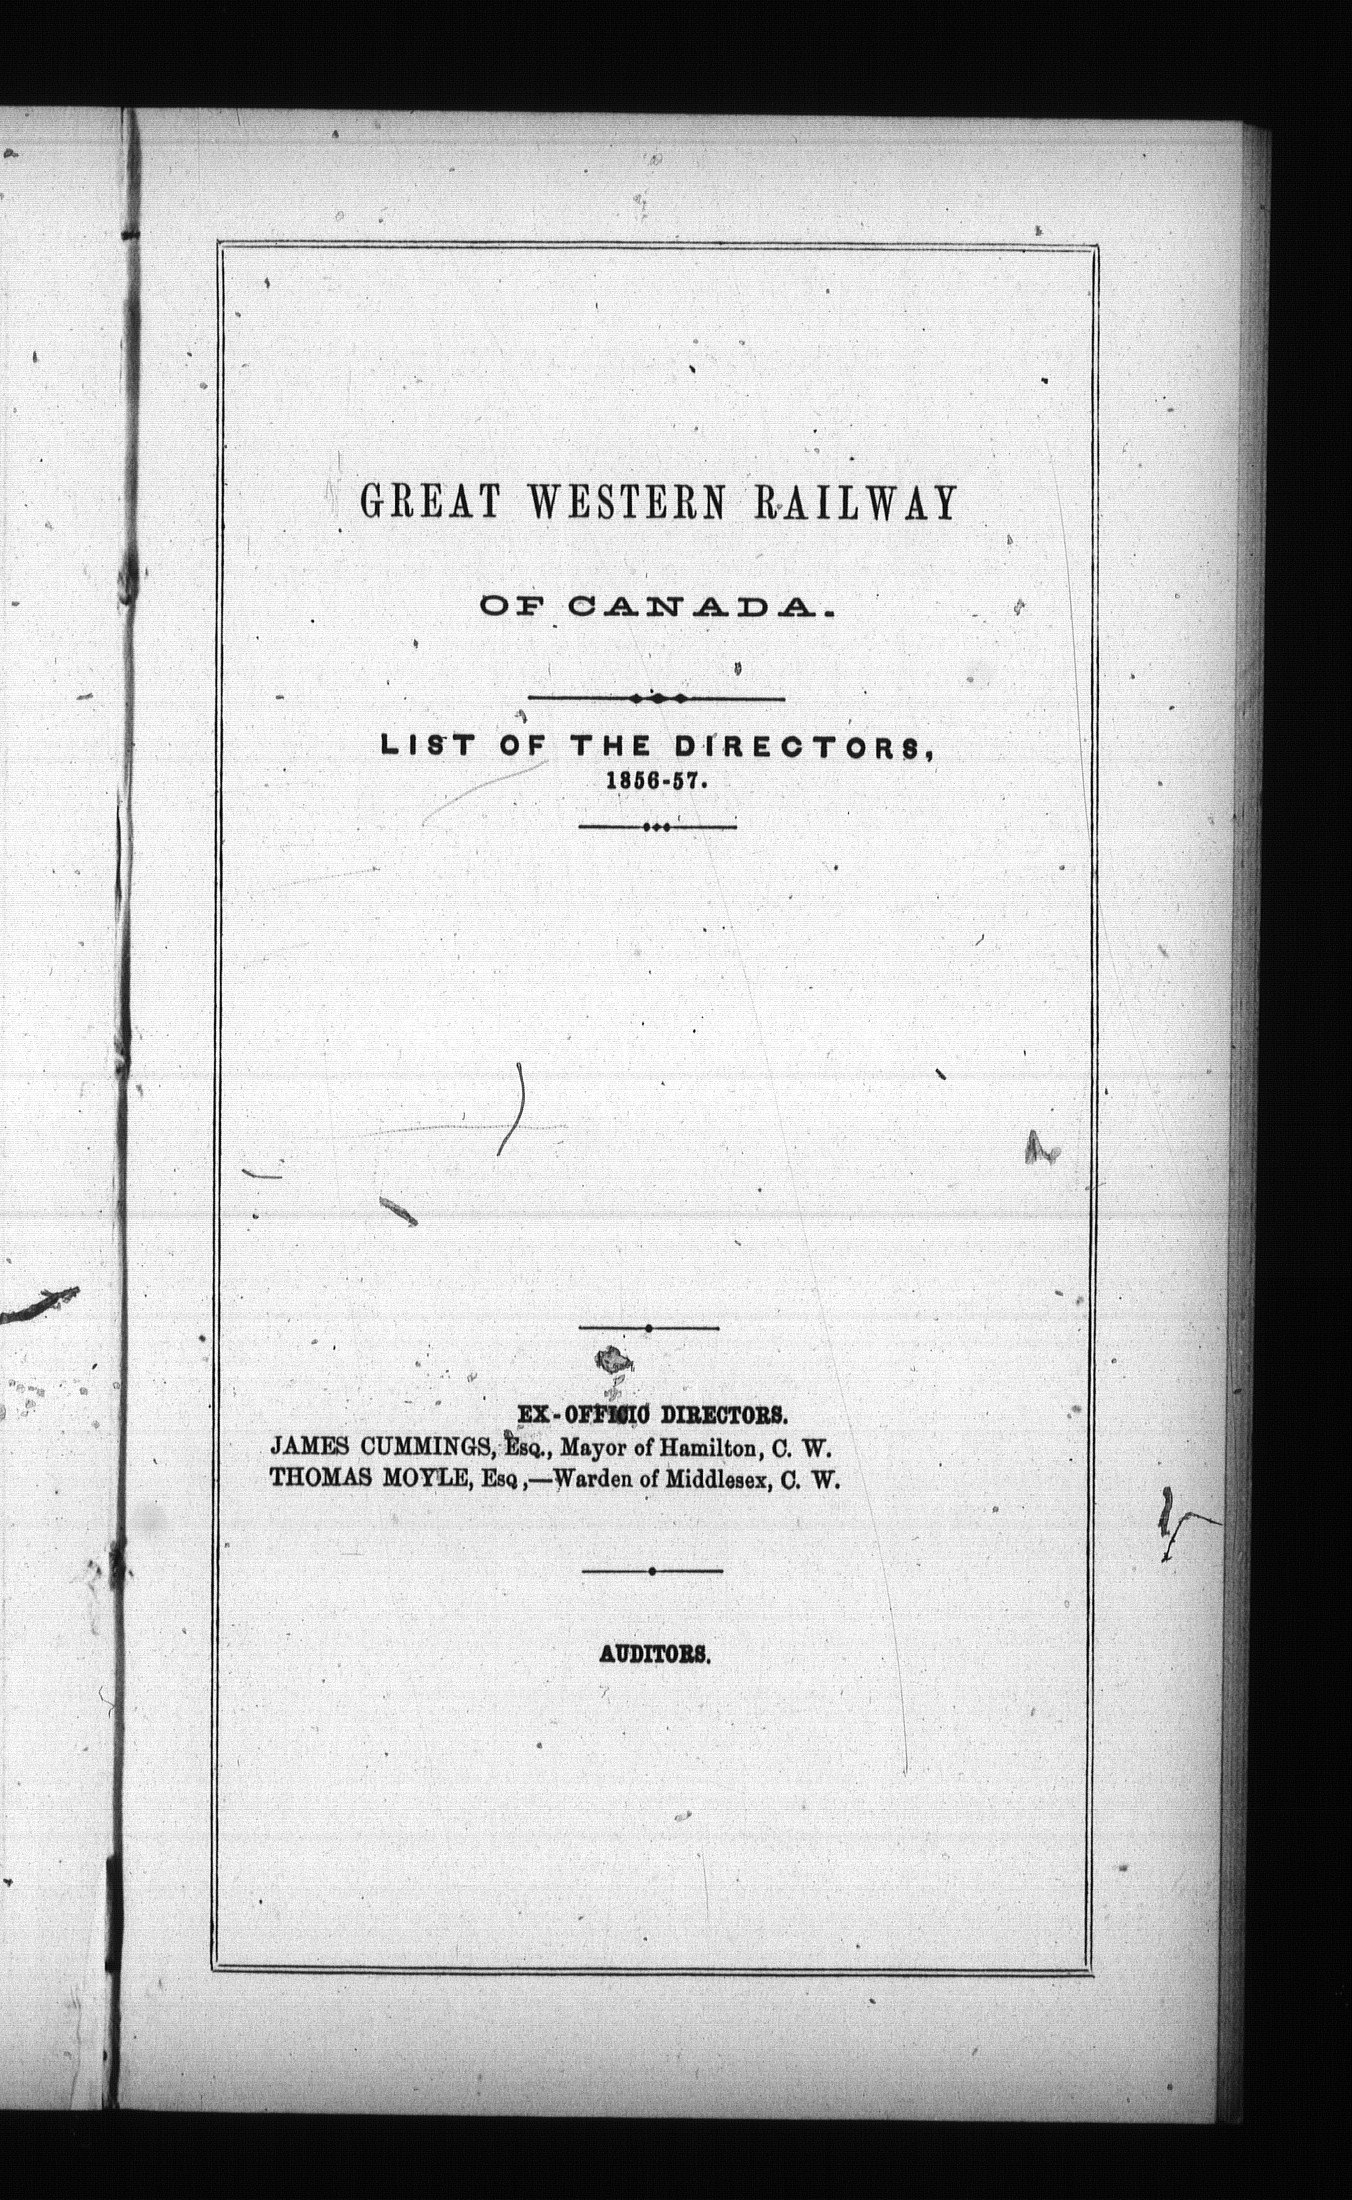 GREAT WESTERN RAILWAY
OF CANADA.
LIST OF THE DIRECTORS,
1856-57.
EX-OFFICIO DIRECTORS.
JAMES CUMMINGS, Esq., Mayor of Hamilton, C. W.
THOMAS MOYLE, Esq ,—Warden of Middlesex, C. W.
AUDITORS.